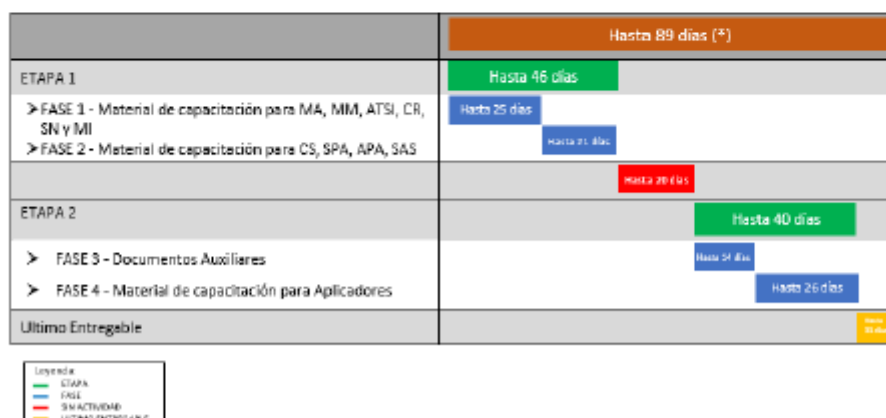 Hasta 89 días (*)
ETAPA 1
Hasta 46 días
➢FASE 1 - Material de capacitación para MA, MM, ATSI, CR,
SN y MI
Hasta 25 días
➢FASE 2 - Material de capacitación para CS, SPA, APA, SAS
Hasta 21 días
Hasta 20 días
ETAPA 2
Hasta 40 días
➢ FASE 3 - Documentos Auxiliares
Hasta 14 días
➢ FASE 4 - Material de capacitación para Aplicadores
Hasta 26 días
Ultimo Entregable
Leyenda
ETAPA
FASE
SIN ACTIVIDAD
ULTIMO ENTREGABLE